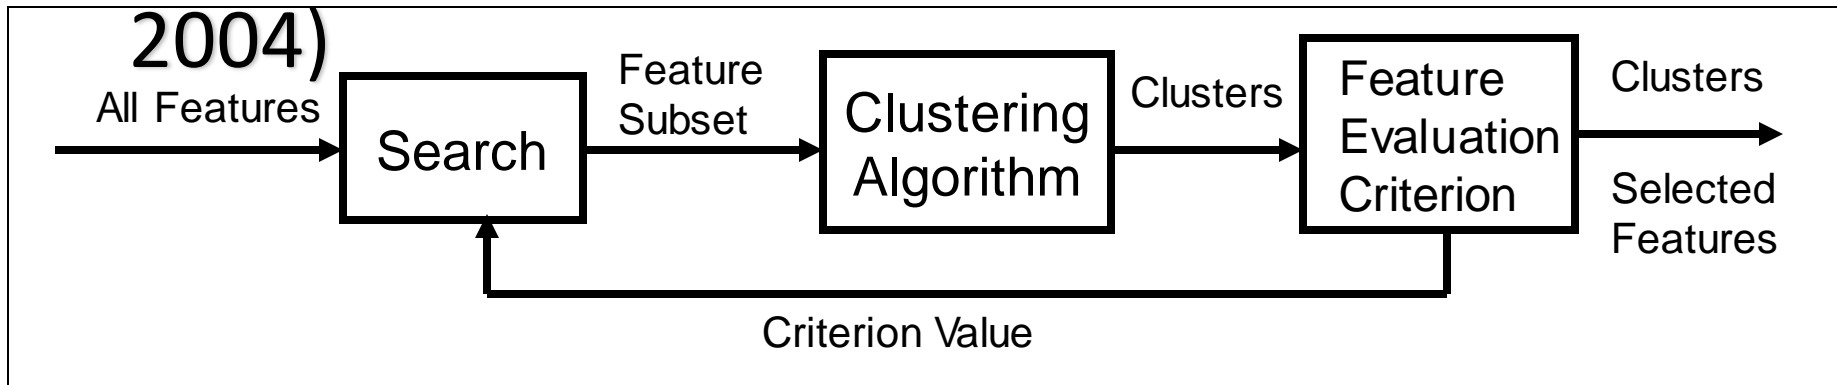 2004)
All Features
Search
Feature
Subset
Clustering
Algorithm
Clusters
Feature
Evaluation
Criterion
Clusters
Selected
Features
Criterion Value